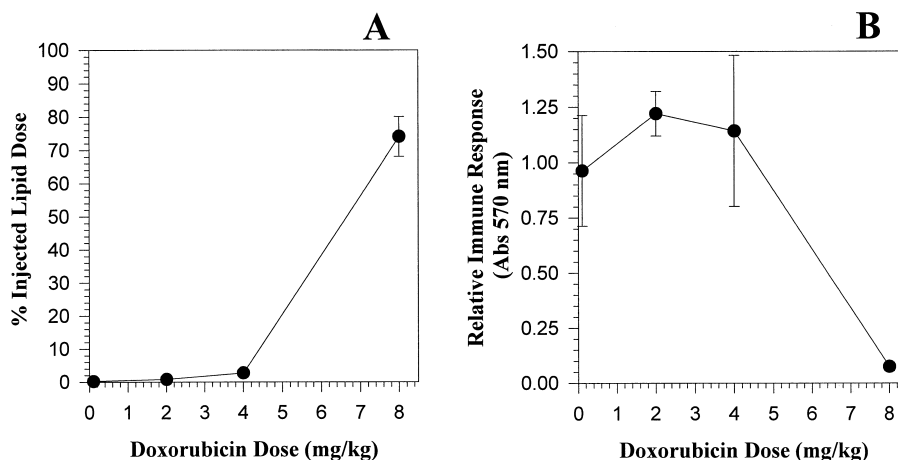 A
% Injected Lipid Dose
100
90
80
70
60
50
40
30
20
10
0
0 1 2 3 4 5 6 7 8
Doxorubicin Dose (mg/kg)
B
Relative Immune Response
(Abs 570 nm)
1.50
1.25
1.00
0.75
0.50
0.25
0.00
0 1 2 3 4 5 6 7 8
Doxorubicin Dose (mg/kg)